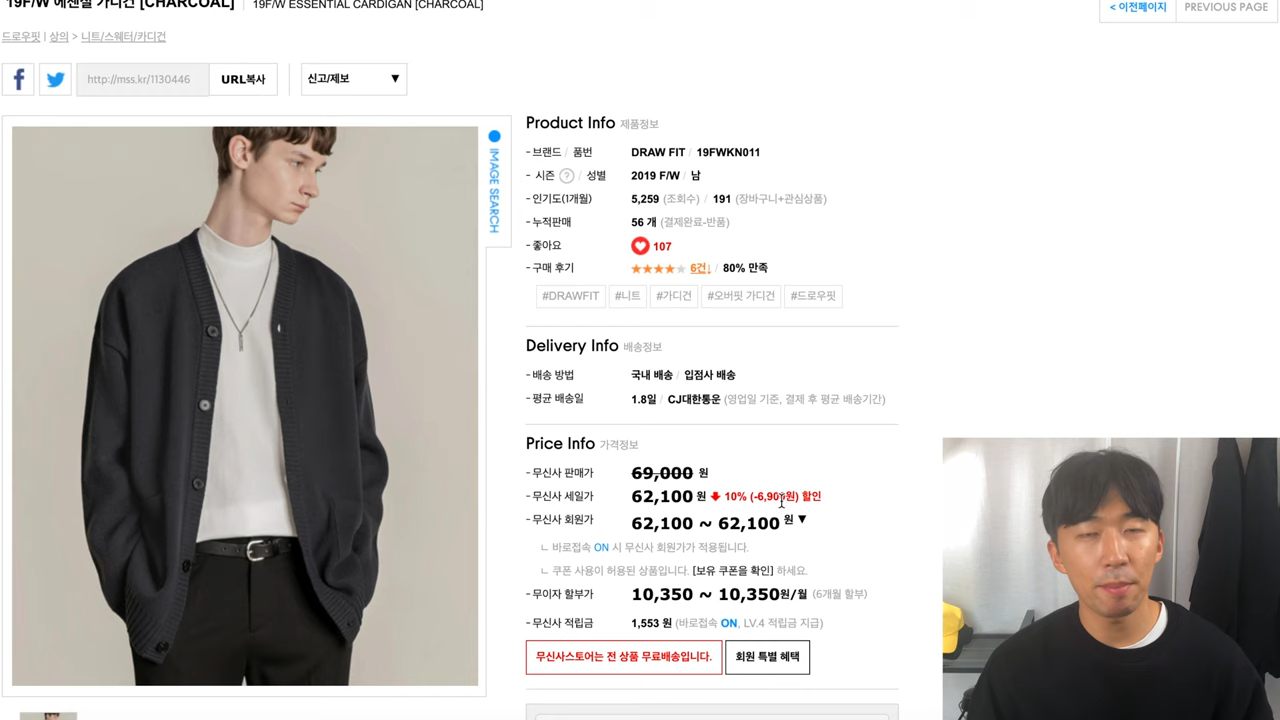 19F/W 에센셜 가디건 [CHARCOAL] 19F/W ESSENTIAL CARDIGAN [CHARCOAL]
< 이전페이지 PREVIOUS PAGE
드로우핏 | 상의 > 니트/스웨터/카디건
http://mss.kr/1130446 URL복사 신고/제보 ▼
IMAGE SEARCH
Product Info 제품정보
- 브랜드 / 품번 DRAW FIT / 19FWKN011
- 시즌 ? / 성별 2019 F/W / 남
- 인기도(1개월) 5,259 (조회수) / 191 (장바구니+관심상품)
- 누적판매 56 개 (결제완료-반품)
- 좋아요 107
- 구매 후기 ★★★★★ 6건↓ / 80% 만족
#DRAWFIT #니트 #가디건 #오버핏 가디건 #드로우핏
Delivery Info 배송정보
- 배송 방법 국내 배송 / 입점사 배송
- 평균 배송일 1.8일 / CJ대한통운 (영업일 기준, 결제 후 평균 배송기간)
Price Info 가격정보
- 무신사 판매가 69,000 원
- 무신사 세일가 62,100 원 10% (-6,900원) 할인
- 무신사 회원가 62,100 ~ 62,100 원 ▼
ㄴ 바로접속 ON 시 무신사 회원가가 적용됩니다.
ㄴ 쿠폰 사용이 허용된 상품입니다. [보유 쿠폰을 확인] 하세요.
- 무이자 할부가 10,350 ~ 10,350원/월 (6개월 할부)
- 무신사 적립금 1,553 원 (바로접속 ON, LV.4 적립금 지급)
무신사스토어는 전 상품 무료배송입니다. 회원 특별 혜택